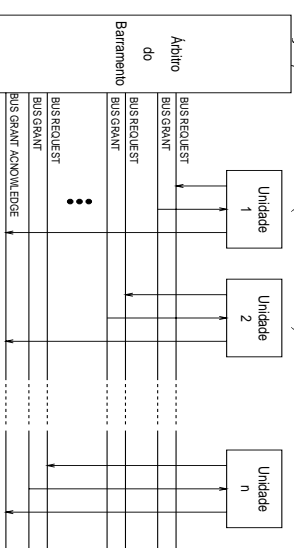 Árbitro
do
Barramento
BUS REQUEST
BUS GRANT
BUS REQUEST
BUS GRANT
BUS REQUEST
BUS GRANT
BUS GRANT ACNOWLEDGE
Unidade
1
Unidade
2
Unidade
n